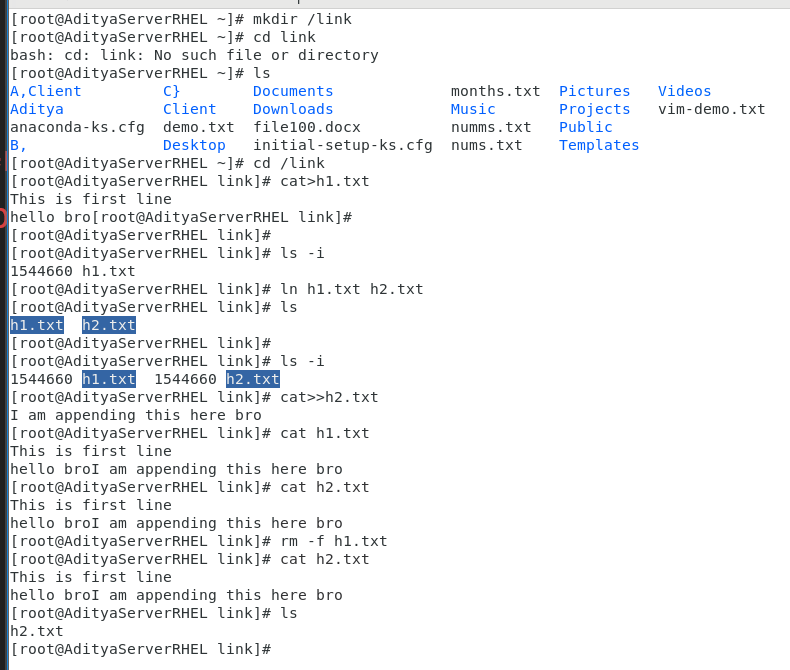 [root@AdityaServerRHEL ~]# mkdir /link
[root@AdityaServerRHEL ~]# cd link
bash: cd: link: No such file or directory
[root@AdityaServerRHEL ~]# ls
A,Client         C}        Documents             months.txt  Pictures   Videos
Aditya           Client    Downloads             Music       Projects   vim-demo.txt
anaconda-ks.cfg  demo.txt  file100.docx          numms.txt   Public
B,               Desktop   initial-setup-ks.cfg  nums.txt    Templates
[root@AdityaServerRHEL ~]# cd /link
[root@AdityaServerRHEL link]# cat>h1.txt
This is first line
hello bro[root@AdityaServerRHEL link]#
[root@AdityaServerRHEL link]#
[root@AdityaServerRHEL link]# ls -i
1544660 h1.txt
[root@AdityaServerRHEL link]# ln h1.txt h2.txt
[root@AdityaServerRHEL link]# ls
h1.txt  h2.txt
[root@AdityaServerRHEL link]#
[root@AdityaServerRHEL link]# ls -i
1544660 h1.txt  1544660 h2.txt
[root@AdityaServerRHEL link]# cat>>h2.txt
I am appending this here bro
[root@AdityaServerRHEL link]# cat h1.txt
This is first line
hello broI am appending this here bro
[root@AdityaServerRHEL link]# cat h2.txt
This is first line
hello broI am appending this here bro
[root@AdityaServerRHEL link]# rm -f h1.txt
[root@AdityaServerRHEL link]# cat h2.txt
This is first line
hello broI am appending this here bro
[root@AdityaServerRHEL link]# ls
h2.txt
[root@AdityaServerRHEL link]#